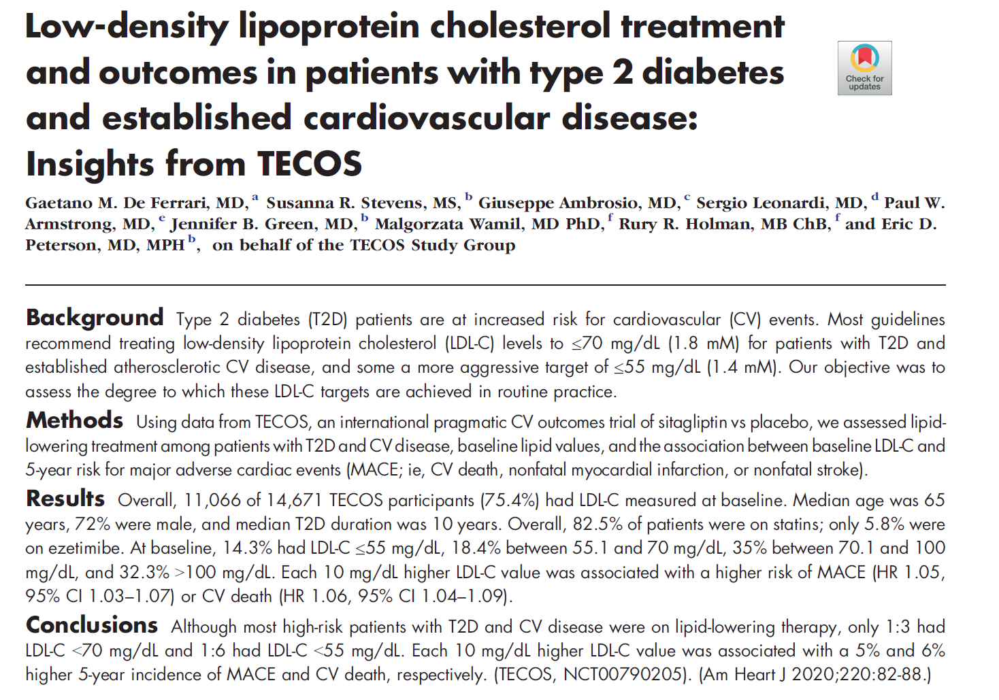 Low-density lipoprotein cholesterol treatment
and outcomes in patients with type 2 diabetes
and established cardiovascular disease:
Insights from TECOS
Check for
updates
Gaetano M. De Ferrari, MD, a Susanna R. Stevens, MS, b Giuseppe Ambrosio, MD, c Sergio Leonardi, MD, d Paul W.
Armstrong, MD, e Jennifer B. Green, MD, b Malgorzata Wamil, MD PhD, f Rury R. Holman, MB ChB, f and Eric D.
Peterson, MD, MPH b, on behalf of the TECOS Study Group
Background Type 2 diabetes (T2D) patients are at increased risk for cardiovascular (CV) events. Most guidelines
recommend treating low-density lipoprotein cholesterol (LDL-C) levels to ≤70 mg/dL (1.8 mM) for patients with T2D and
established atherosclerotic CV disease, and some a more aggressive target of ≤55 mg/dL (1.4 mM). Our objective was to
assess the degree to which these LDL-C targets are achieved in routine practice.
Methods Using data from TECOS, an international pragmatic CV outcomes trial of sitagliptin vs placebo, we assessed lipid-
lowering treatment among patients with T2D and CV disease, baseline lipid values, and the association between baseline LDL-C and
5-year risk for major adverse cardiac events (MACE; ie, CV death, nonfatal myocardial infarction, or nonfatal stroke).
Results Overall, 11,066 of 14,671 TECOS participants (75.4%) had LDL-C measured at baseline. Median age was 65
years, 72% were male, and median T2D duration was 10 years. Overall, 82.5% of patients were on statins; only 5.8% were
on ezetimibe. At baseline, 14.3% had LDL-C ≤55 mg/dL, 18.4% between 55.1 and 70 mg/dL, 35% between 70.1 and 100
mg/dL, and 32.3% >100 mg/dL. Each 10 mg/dL higher LDL-C value was associated with a higher risk of MACE (HR 1.05,
95% CI 1.03–1.07) or CV death (HR 1.06, 95% CI 1.04–1.09).
Conclusions Although most high-risk patients with T2D and CV disease were on lipid-lowering therapy, only 1:3 had
LDL-C <70 mg/dL and 1:6 had LDL-C <55 mg/dL. Each 10 mg/dL higher LDL-C value was associated with a 5% and 6%
higher 5-year incidence of MACE and CV death, respectively. (TECOS, NCT00790205). (Am Heart J 2020;220:82-88.)